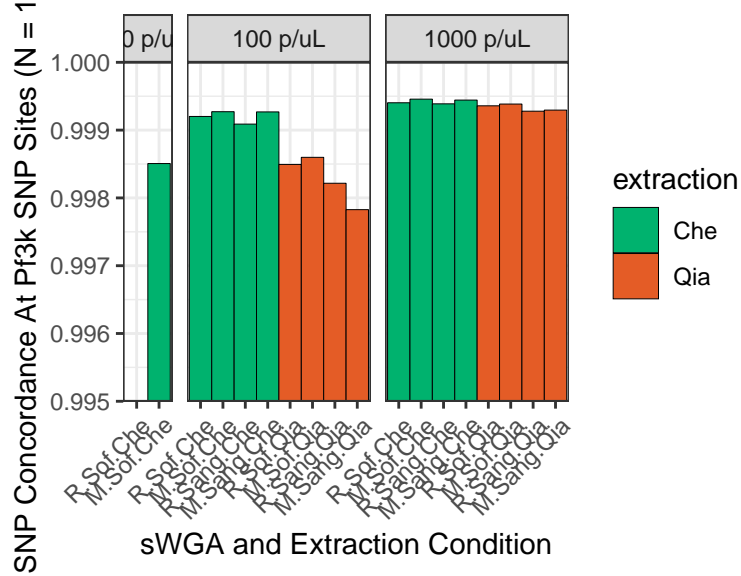 SNP Concordance At Pf3k SNP Sites (N = 1
0 p/u
100 p/uL
1000 p/uL
1.000
0.999
0.998
0.997
0.996
0.995
R.Sof.Che
M.Sof.Che
R.Sof.Che
M.Sof.Che
R.Sang.Che
M.Sang.Che
R.Sof.Qia
M.Sof.Qia
R.Sang.Qia
M.Sang.Qia
R.Sof.Che
M.Sof.Che
R.Sang.Che
M.Sang.Che
R.Sof.Qia
M.Sof.Qia
R.Sang.Qia
M.Sang.Qia
sWGA and Extraction Condition
extraction
Che
Qia